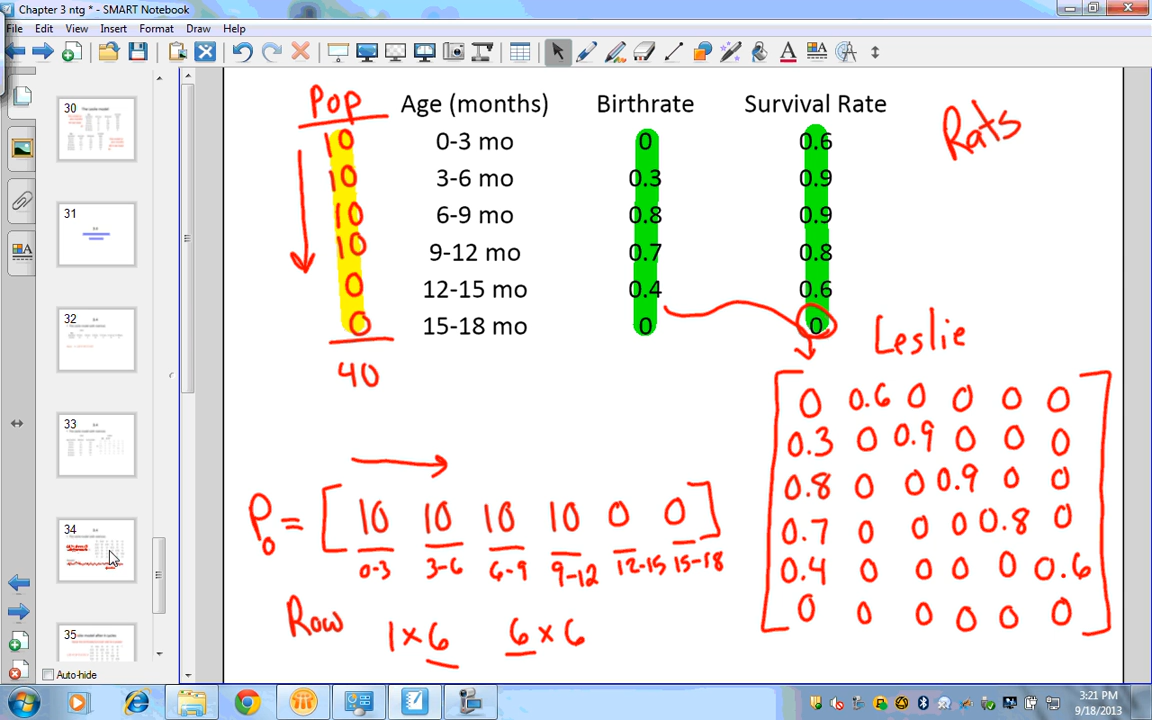 Chapter 3 ntg * - SMART Notebook
File Edit View Insert Format Draw Help
30
31
32
33
34
35
Auto-hide
Pop Age (months) Birthrate Survival Rate
10 0-3 mo 0 0.6
10 3-6 mo 0.3 0.9
10 6-9 mo 0.8 0.9
10 9-12 mo 0.7 0.8
0 12-15 mo 0.4 0.6
0 15-18 mo 0 0
40
Rats
Leslie
0 0.6 0 0 0 0
0.3 0 0.9 0 0 0
0.8 0 0 0.9 0 0
0.7 0 0 0 0.8 0
0.4 0 0 0 0 0.6
0 0 0 0 0 0
P0 = [ 10 10 10 10 0 0 ]
0-3 3-6 6-9 9-12 12-15 15-18
Row 1×6 6×6
3:21 PM
9/18/2013